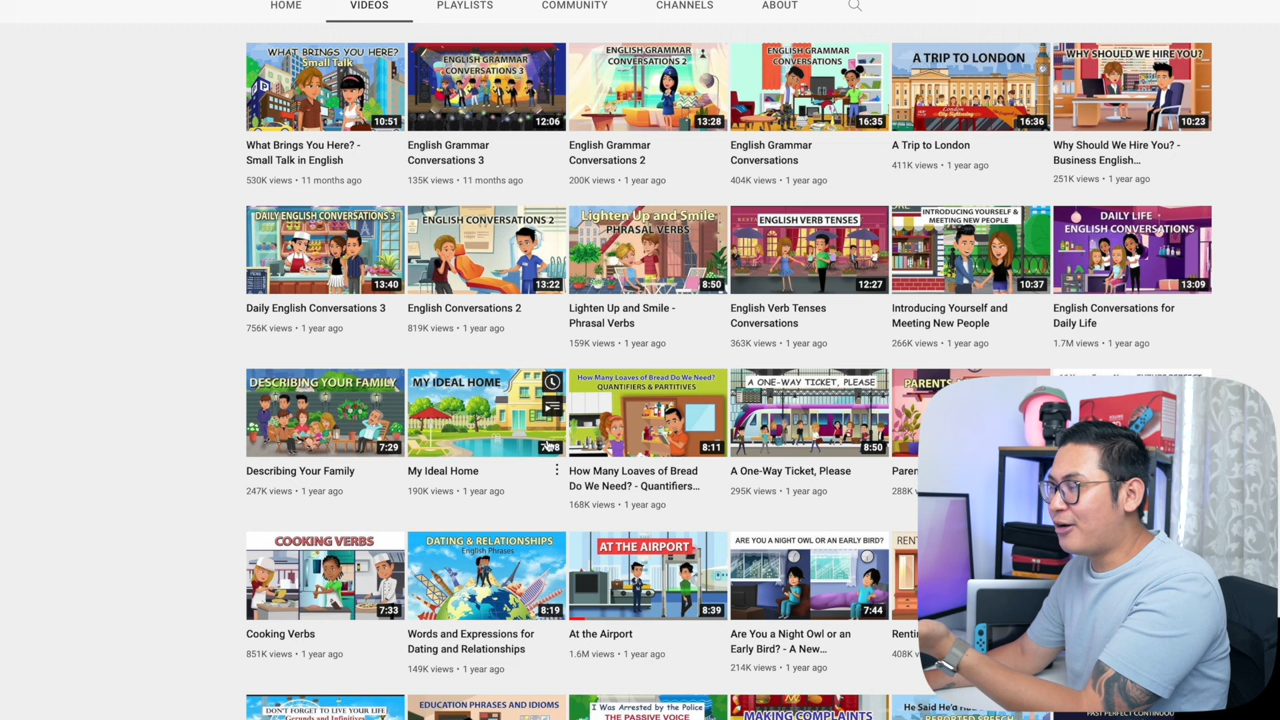 HOME VIDEOS PLAYLISTS COMMUNITY CHANNELS ABOUT
WHAT BRINGS YOU HERE?
Small Talk
10:51
What Brings You Here? -
Small Talk in English
530K views • 11 months ago
ENGLISH GRAMMAR
CONVERSATIONS 3
12:06
English Grammar
Conversations 3
135K views • 11 months ago
ENGLISH GRAMMAR
CONVERSATIONS 2
13:28
English Grammar
Conversations 2
200K views • 1 year ago
ENGLISH GRAMMAR
CONVERSATIONS
16:35
English Grammar
Conversations
404K views • 1 year ago
A TRIP TO LONDON
16:36
A Trip to London
411K views • 1 year ago
WHY SHOULD WE HIRE YOU?
10:23
Why Should We Hire You? -
Business English...
251K views • 1 year ago
DAILY ENGLISH CONVERSATIONS 3
13:40
Daily English Conversations 3
756K views • 1 year ago
ENGLISH CONVERSATIONS 2
13:22
English Conversations 2
819K views • 1 year ago
Lighten Up and Smile
PHRASAL VERBS
8:50
Lighten Up and Smile -
Phrasal Verbs
159K views • 1 year ago
ENGLISH VERB TENSES
12:27
English Verb Tenses
Conversations
363K views • 1 year ago
INTRODUCING YOURSELF &
MEETING NEW PEOPLE
10:37
Introducing Yourself and
Meeting New People
266K views • 1 year ago
DAILY LIFE
ENGLISH CONVERSATIONS
13:09
English Conversations for
Daily Life
1.7M views • 1 year ago
DESCRIBING YOUR FAMILY
7:29
Describing Your Family
247K views • 1 year ago
MY IDEAL HOME
My Ideal Home
190K views • 1 year ago
How Many Loaves of Bread Do We Need?
QUANTIFIERS & PARTITIVES
8:11
How Many Loaves of Bread
Do We Need? - Quantifiers...
168K views • 1 year ago
A ONE-WAY TICKET, PLEASE
8:50
A One-Way Ticket, Please
295K views • 1 year ago
PARENTS
288K
COOKING VERBS
7:33
Cooking Verbs
851K views • 1 year ago
DATING & RELATIONSHIPS
English Phrases
8:19
Words and Expressions for
Dating and Relationships
149K views • 1 year ago
AT THE AIRPORT
8:39
At the Airport
1.6M views • 1 year ago
ARE YOU A NIGHT OWL OR AN EARLY BIRD?
7:44
Are You a Night Owl or an
Early Bird? - A New...
214K views • 1 year ago
408K
DON'T FORGET TO LIVE YOUR LIFE
Gerunds and Infinitives
EDUCATION PHRASES AND IDIOMS
I Was Arrested by the Police
THE PASSIVE VOICE
MAKING COMPLAINTS
He Said He'd
REPORTED SPEECH
PAST PERFECT CONTINUOUS